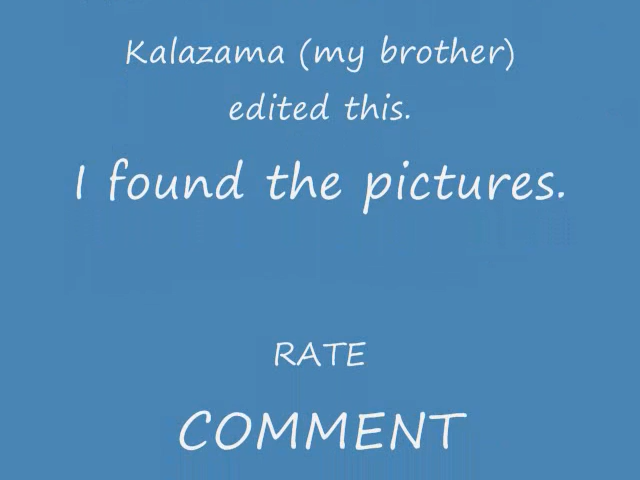 Kalazama (my brother)
edited this.
I found the pictures.
RATE
COMMENT